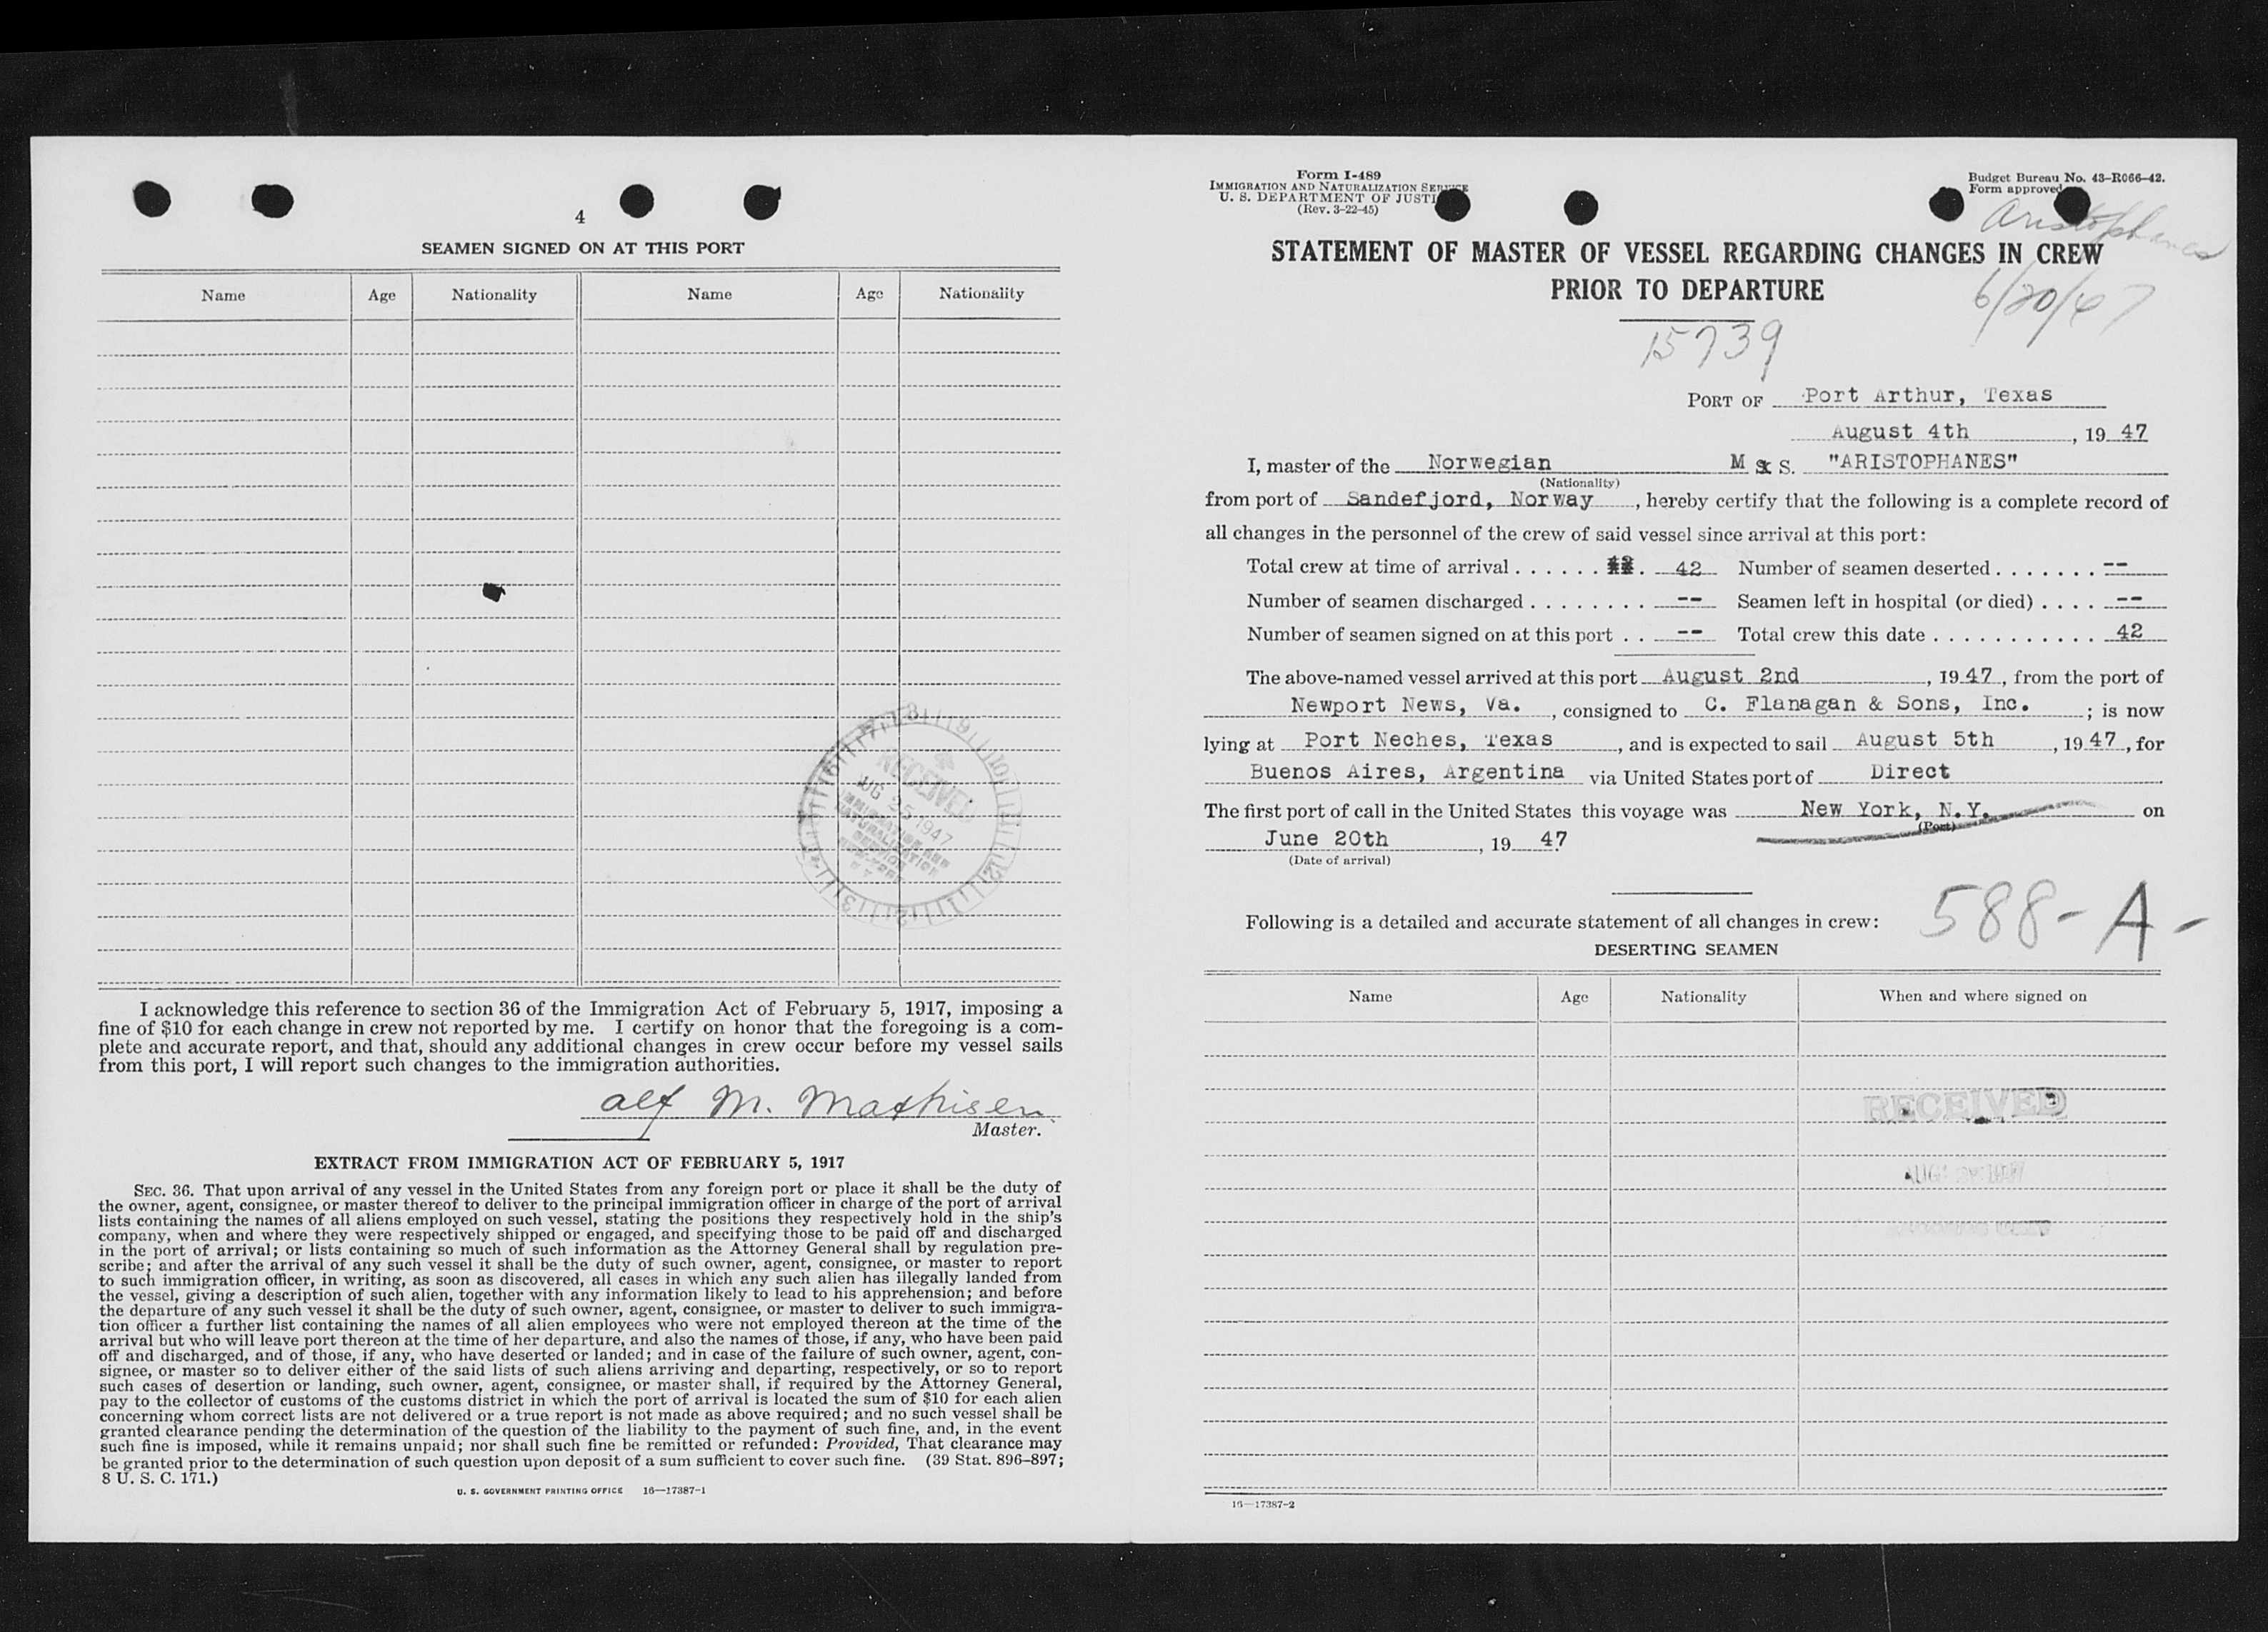 4
SEAMEN SIGNED ON AT THIS PORT
Name Age Nationality Name Age Nationality
RECEIVED
AUG 25 1947
IMMIGRATION AND
NATURALIZATION
I acknowledge this reference to section 36 of the Immigration Act of February 5, 1917, imposing a
fine of $10 for each change in crew not reported by me. I certify on honor that the foregoing is a com-
plete and accurate report, and that, should any additional changes in crew occur before my vessel sails
from this port, I will report such changes to the immigration authorities.
Alf M. Mathisen
Master.
EXTRACT FROM IMMIGRATION ACT OF FEBRUARY 5, 1917
SEC. 36. That upon arrival of any vessel in the United States from any foreign port or place it shall be the duty of
the owner, agent, consignee, or master thereof to deliver to the principal immigration officer in charge of the port of arrival
lists containing the names of all aliens employed on such vessel, stating the positions they respectively hold in the ship's
company, when and where they were respectively shipped or engaged, and specifying those to be paid off and discharged
in the port of arrival; or lists containing so much of such information as the Attorney General shall by regulation pre-
scribe; and after the arrival of any such vessel it shall be the duty of such owner, agent, consignee, or master to report
to such immigration officer, in writing, as soon as discovered, all cases in which any such alien has illegally landed from
the vessel, giving a description of such alien, together with any information likely to lead to his apprehension; and before
the departure of any such vessel it shall be the duty of such owner, agent, consignee, or master to deliver to such immigra-
tion officer a further list containing the names of all alien employees who were not employed thereon at the time of the
arrival but who will leave port thereon at the time of her departure, and also the names of those, if any, who have been paid
off and discharged, and of those, if any, who have deserted or landed; and in case of the failure of such owner, agent, con-
signee, or master so to deliver either of the said lists of such aliens arriving and departing, respectively, or so to report
such cases of desertion or landing, such owner, agent, consignee, or master shall, if required by the Attorney General,
pay to the collector of customs of the customs district in which the port of arrival is located the sum of $10 for each alien
concerning whom correct lists are not delivered or a true report is not made as above required; and no such vessel shall be
granted clearance pending the determination of the question of the liability to the payment of such fine, and, in the event
such fine is imposed, while it remains unpaid; nor shall such fine be remitted or refunded: Provided, That clearance may
be granted prior to the determination of such question upon deposit of a sum sufficient to cover such fine. (39 Stat. 896–897;
8 U. S. C. 171.)
U. S. GOVERNMENT PRINTING OFFICE 16—17387-1
Form I-489
IMMIGRATION AND NATURALIZATION SERVICE
U. S. DEPARTMENT OF JUSTI
(Rev. 3-22-45)
Budget Bureau No. 43-R066-42.
Form approved
Aristophanes
6/20/47
STATEMENT OF MASTER OF VESSEL REGARDING CHANGES IN CREW
PRIOR TO DEPARTURE
15739
PORT OF Port Arthur, Texas
August 4th, 19 47
I, master of the Norwegian M S. "ARISTOPHANES"
(Nationality)
from port of Sandefjord, Norway, hereby certify that the following is a complete record of
all changes in the personnel of the crew of said vessel since arrival at this port:
Total crew at time of arrival . . . . . . 42 Number of seamen deserted . . . . . . . --
Number of seamen discharged . . . . . . . . -- Seamen left in hospital (or died) . . . . --
Number of seamen signed on at this port . . -- Total crew this date . . . . . . . . . . . 42
The above-named vessel arrived at this port August 2nd, 19 47, from the port of
Newport News, Va., consigned to C. Flanagan & Sons, Inc.; is now
lying at Port Neches, Texas, and is expected to sail August 5th, 19 47, for
Buenos Aires, Argentina via United States port of Direct
The first port of call in the United States this voyage was New York, N.Y. on
(Port)
June 20th, 19 47
(Date of arrival)
588-A-
Following is a detailed and accurate statement of all changes in crew:
DESERTING SEAMEN
Name Age Nationality When and where signed on
RECEIVED
16—17387-2